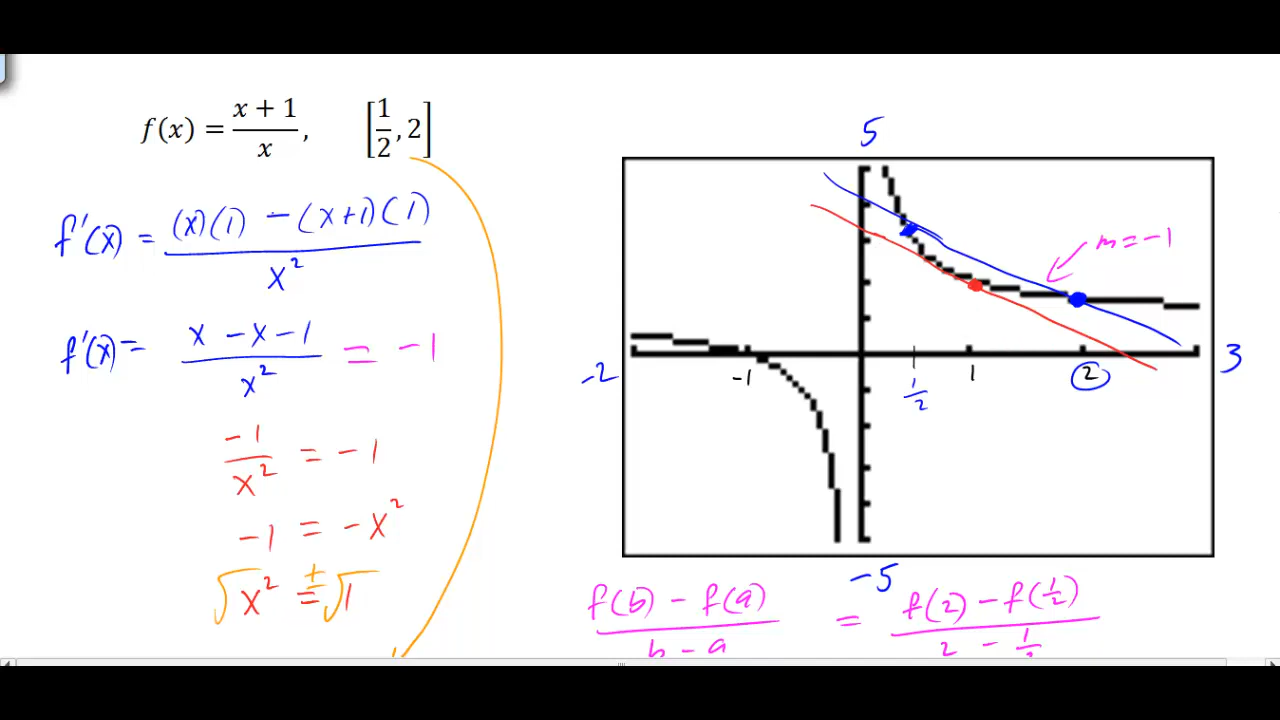 f(x) = (x + 1)/x, [1/2, 2]
f'(x) = ((x)(1) - (x+1)(1))/x²
f'(x) = (x - x - 1)/x² = -1
-1/x² = -1
-1 = -x²
√x² = ±√1
5
m = -1
-2 -1 1/2 1 2 3
-5
(f(b) - f(a))/(b - a) = (f(2) - f(1/2))/(2 - 1/2)